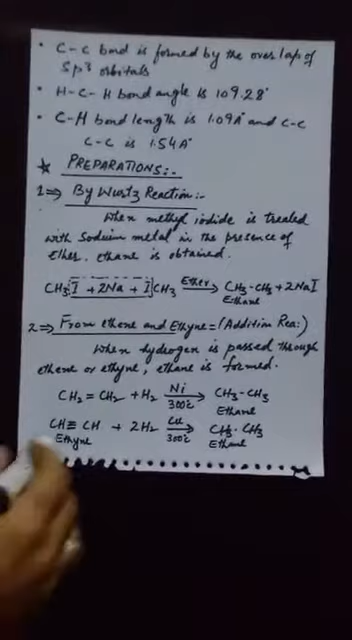 • C-C bond is formed by the overlap of
Sp³ orbitals
• H-C-H bond angle is 109.28°
• C-H bond length is 1.09A° and C-C
C-C is 1.54A°
★ PREPARATIONS:-
1⇒ By Wurtz Reaction:-
When methyl iodide is treated
with Sodium metal in the presence of
Ether, ethane is obtained.
CH₃ I + 2Na + I CH₃ —Ether→ CH₃-CH₃ + 2NaI
Ethane
2⇒ From ethene and Ethyne=(Addition Rea:)
When hydrogen is passed through
ethene or ethyne, ethane is formed.
CH₂=CH₂ + H₂ —Ni→ CH₃-CH₃
300°C Ethane
CH≡CH + 2H₂ → CH₃-CH₃
Ethyne 300°C Ethane